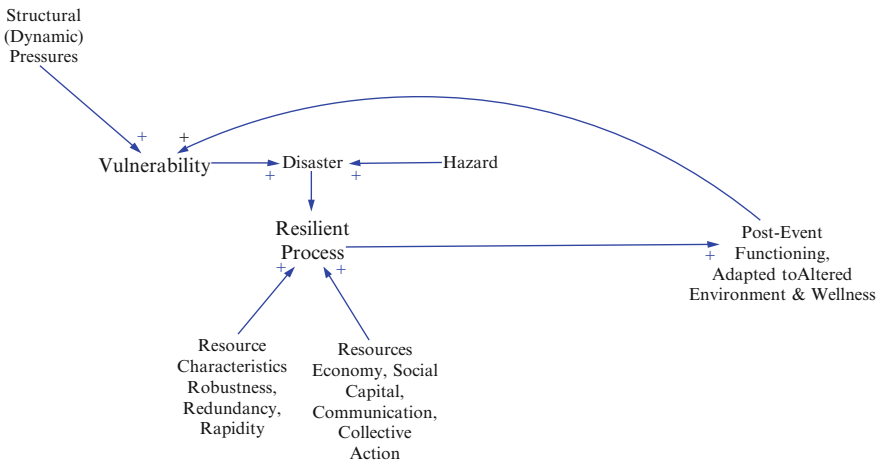 Structural
(Dynamic)
Pressures
+
+
Vulnerability
Disaster
Hazard
+
+
Resilient
Process
+
+
+
Post-Event
Functioning,
Adapted toAltered
Environment & Wellness
Resource
Characteristics
Robustness,
Redundancy,
Rapidity
Resources
Economy, Social
Capital,
Communication,
Collective
Action